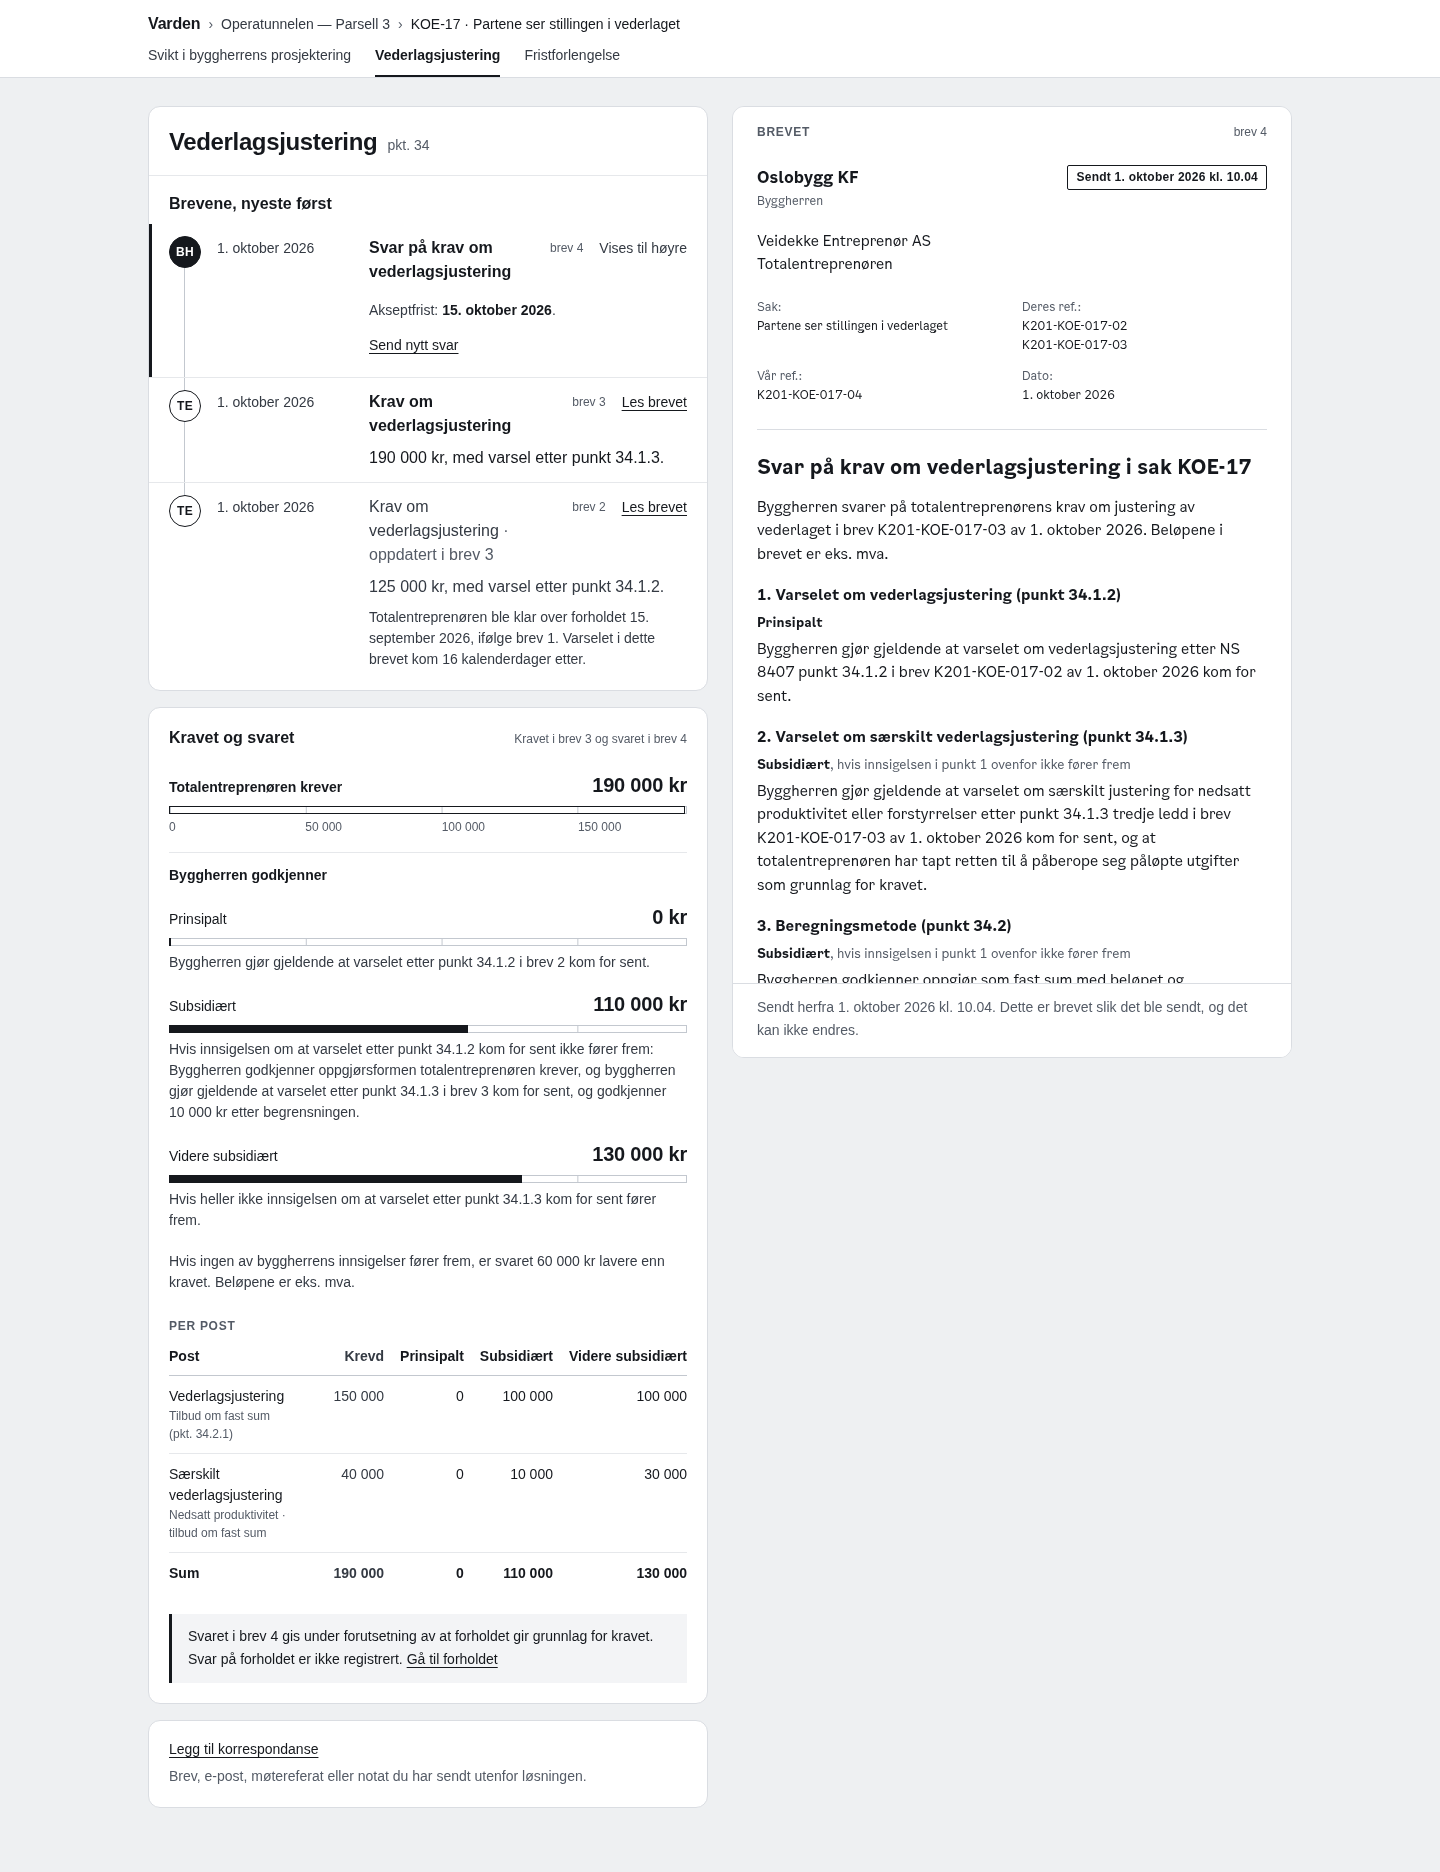 Varden › Operatunnelen — Parsell 3 › KOE-17 · Partene ser stillingen i vederlaget
Svikt i byggherrens prosjektering Vederlagsjustering Fristforlengelse
Vederlagsjustering pkt. 34
Brevene, nyeste først
BH 1. oktober 2026 Svar på krav om vederlagsjustering brev 4 Vises til høyre
Akseptfrist: 15. oktober 2026.
Send nytt svar
TE 1. oktober 2026 Krav om vederlagsjustering brev 3 Les brevet
190 000 kr, med varsel etter punkt 34.1.3.
TE 1. oktober 2026 Krav om vederlagsjustering · oppdatert i brev 3 brev 2 Les brevet
125 000 kr, med varsel etter punkt 34.1.2.
Totalentreprenøren ble klar over forholdet 15.
september 2026, ifølge brev 1. Varselet i dette
brevet kom 16 kalenderdager etter.
Kravet og svaret Kravet i brev 3 og svaret i brev 4
Totalentreprenøren krever 190 000 kr
0 50 000 100 000 150 000
Byggherren godkjenner
Prinsipalt 0 kr
Byggherren gjør gjeldende at varselet etter punkt 34.1.2 i brev 2 kom for sent.
Subsidiært 110 000 kr
Hvis innsigelsen om at varselet etter punkt 34.1.2 kom for sent ikke fører frem:
Byggherren godkjenner oppgjørsformen totalentreprenøren krever, og byggherren
gjør gjeldende at varselet etter punkt 34.1.3 i brev 3 kom for sent, og godkjenner
10 000 kr etter begrensningen.
Videre subsidiært 130 000 kr
Hvis heller ikke innsigelsen om at varselet etter punkt 34.1.3 kom for sent fører
frem.
Hvis ingen av byggherrens innsigelser fører frem, er svaret 60 000 kr lavere enn
kravet. Beløpene er eks. mva.
PER POST
Post Krevd Prinsipalt Subsidiært Videre subsidiært
Vederlagsjustering 150 000 0 100 000 100 000
Tilbud om fast sum
(pkt. 34.2.1)
Særskilt vederlagsjustering 40 000 0 10 000 30 000
Nedsatt produktivitet ·
tilbud om fast sum
Sum 190 000 0 110 000 130 000
Svaret i brev 4 gis under forutsetning av at forholdet gir grunnlag for kravet.
Svar på forholdet er ikke registrert. Gå til forholdet
Legg til korrespondanse
Brev, e-post, møtereferat eller notat du har sendt utenfor løsningen.
BREVET brev 4
Oslobygg KF Sendt 1. oktober 2026 kl. 10.04
Byggherren
Veidekke Entreprenør AS
Totalentreprenøren
Sak: Deres ref.:
Partene ser stillingen i vederlaget K201-KOE-017-02
K201-KOE-017-03
Vår ref.: Dato:
K201-KOE-017-04 1. oktober 2026
Svar på krav om vederlagsjustering i sak KOE-17
Byggherren svarer på totalentreprenørens krav om justering av
vederlaget i brev K201-KOE-017-03 av 1. oktober 2026. Beløpene i
brevet er eks. mva.
1. Varselet om vederlagsjustering (punkt 34.1.2)
Prinsipalt
Byggherren gjør gjeldende at varselet om vederlagsjustering etter NS
8407 punkt 34.1.2 i brev K201-KOE-017-02 av 1. oktober 2026 kom for
sent.
2. Varselet om særskilt vederlagsjustering (punkt 34.1.3)
Subsidiært, hvis innsigelsen i punkt 1 ovenfor ikke fører frem
Byggherren gjør gjeldende at varselet om særskilt justering for nedsatt
produktivitet eller forstyrrelser etter punkt 34.1.3 tredje ledd i brev
K201-KOE-017-03 av 1. oktober 2026 kom for sent, og at
totalentreprenøren har tapt retten til å påberope seg påløpte utgifter
som grunnlag for kravet.
3. Beregningsmetode (punkt 34.2)
Subsidiært, hvis innsigelsen i punkt 1 ovenfor ikke fører frem
Byggherren godkjenner oppgjør som fast sum med beløpet og
Sendt herfra 1. oktober 2026 kl. 10.04. Dette er brevet slik det ble sendt, og det
kan ikke endres.